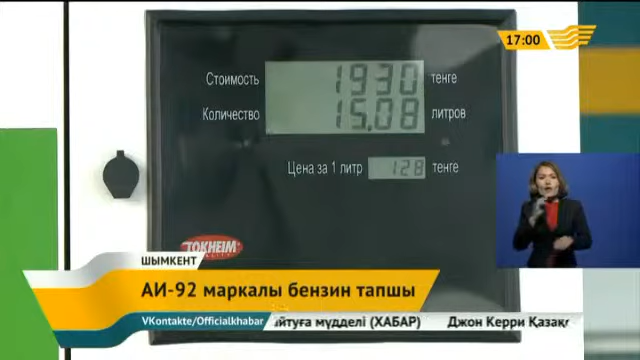 17:00
Стоимость 1930 тенге
Количество 15,08 литров
Цена за 1 литр 128 тенге
TOKHEIM
ШЫМКЕНТ
АИ-92 маркалы бензин тапшы
VKontakte/Officialkhabar йтуға мүдделі (ХАБАР) Джон Керри Қазақс